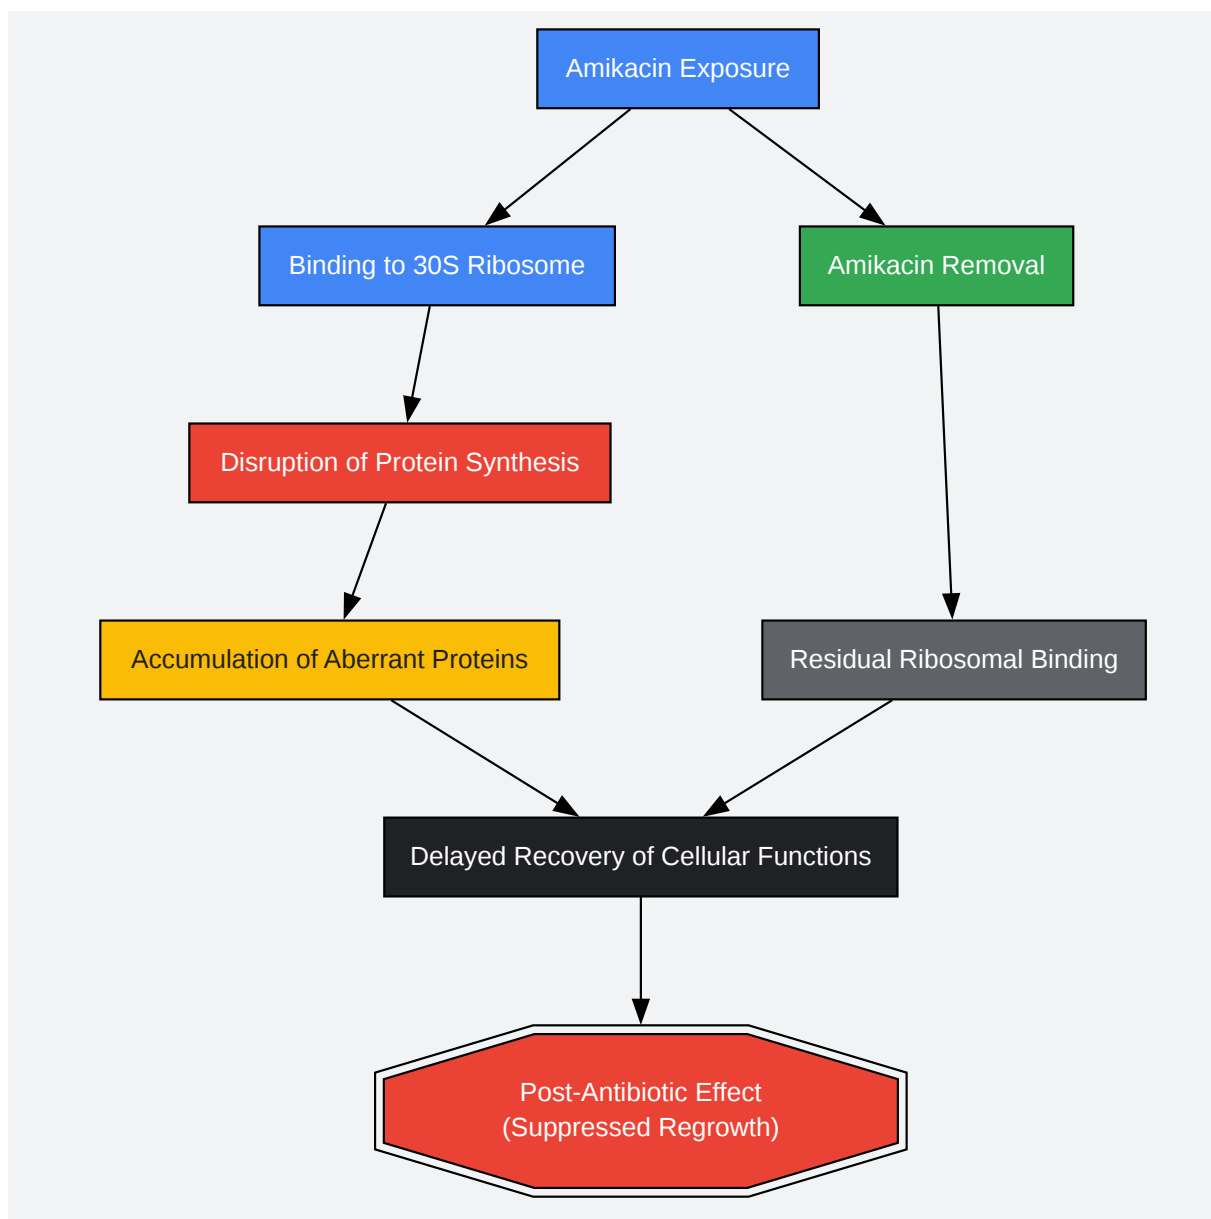 Amikacin Exposure
Binding to 30S Ribosome
Amikacin Removal
Disruption of Protein Synthesis
Accumulation of Aberrant Proteins
Residual Ribosomal Binding
Delayed Recovery of Cellular Functions
Post-Antibiotic Effect
(Suppressed Regrowth)